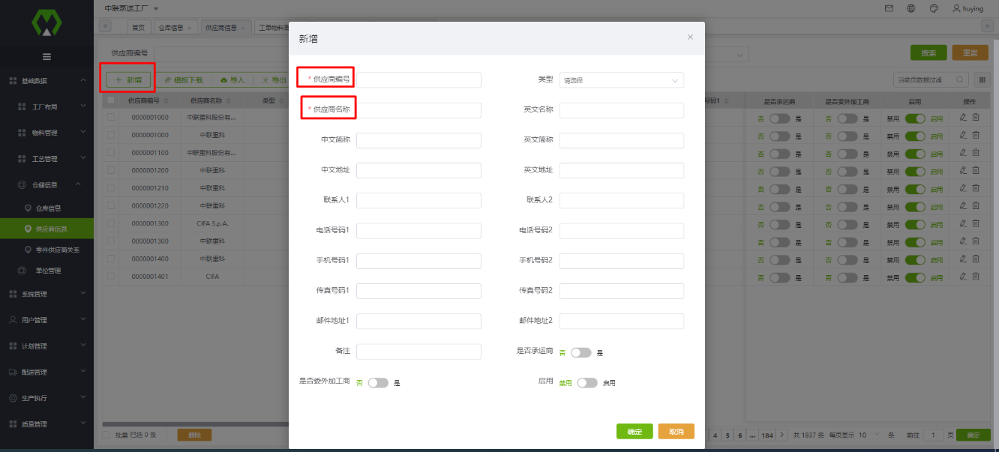 中联泵送工厂
huying
首页
仓库信息 ×
供应商信息 ×
供应商编号
搜索
重置
+ 新增
模板下载
导入
导出
当前页数据过滤
供应商编号
供应商名称
类型
号码1
是否承运商
是否委外加工商
启用
操作
0000001000 中联重科股份有... 否 是 否 是 禁用 启用
0000001000 中联重科 否 是 否 是 禁用 启用
0000001100 中联重科股份有... 否 是 否 是 禁用 启用
0000001200 中联重科 否 是 否 是 禁用 启用
0000001210 中联重科 否 是 否 是 禁用 启用
0000001220 中联重科 否 是 否 是 禁用 启用
0000001300 CIFA S.p.A. 否 是 否 是 禁用 启用
0000001300 中联重科 否 是 否 是 禁用 启用
0000001400 中联重科 否 是 否 是 禁用 启用
0000001401 CIFA 否 是 否 是 禁用 启用
批量 已选 0 条
删除
4 5 6 ... 184 > 共 1837 条 每页显示 10 条 前往 1 页 确定
基础数据
工厂布局
物料管理
工艺管理
仓储信息
仓库信息
供应商信息
零件供应商关系
单位管理
系统管理
用户管理
计划管理
配送管理
生产执行
质量管理
新增
×
* 供应商编号
类型 请选择
* 供应商名称
英文名称
中文简称
英文简称
中文地址
英文地址
联系人1
联系人2
电话号码1
电话号码2
手机号码1
手机号码2
传真号码1
传真号码2
邮件地址1
邮件地址2
备注
是否承运商 否 是
是否委外加工商 否 是
启用 禁用 启用
确定
取消